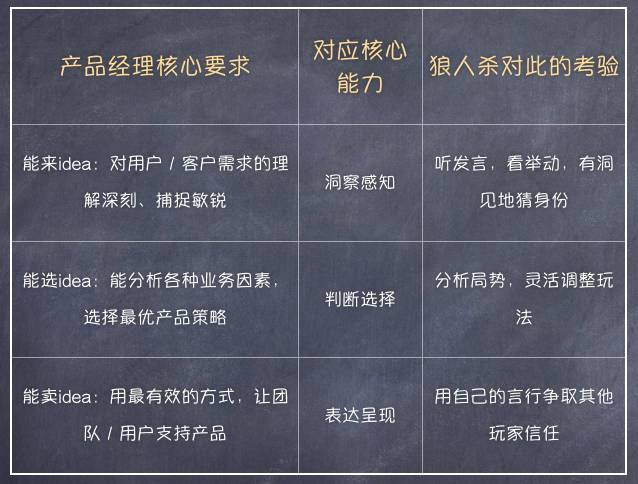 产品经理核心要求
对应核心
能力
狼人杀对此的考验
能来idea：对用户 / 客户需求的理
解深刻、捕捉敏锐
洞察感知
听发言，看举动，有洞
见地猜身份
能选idea：能分析各种业务因素，
选择最优产品策略
判断选择
分析局势，灵活调整玩
法
能卖idea：用最有效的方式，让团
队 / 用户支持产品
表达呈现
用自己的言行争取其他
玩家信任